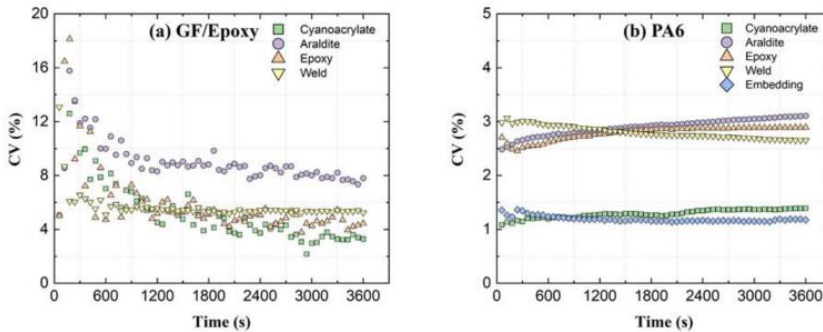 (a) GF/Epoxy
Cyanoacrylate
Araldite
Epoxy
Weld
CV (%)
20
16
12
8
4
0
0
600
1200
1800
2400
3000
3600
Time (s)
(b) PA6
Cyanoacrylate
Araldite
Epoxy
Weld
Embedding
CV (%)
5
4
3
2
1
0
0
600
1200
1800
2400
3000
3600
Time (s)